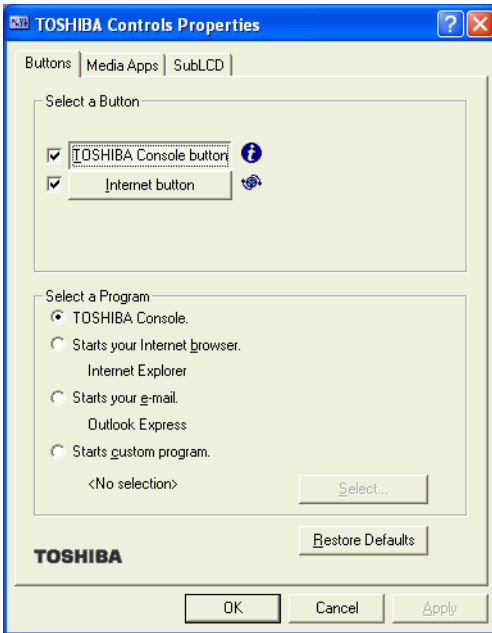 TOSHIBA Controls Properties
Buttons Media Apps SubLCD
Select a Button
TOSHIBA Console button
Internet button
Select a Program
TOSHIBA Console.
Starts your Internet browser.
Internet Explorer
Starts your e-mail.
Outlook Express
Starts custom program.
<No selection> Select...
Restore Defaults
TOSHIBA
OK Cancel Apply